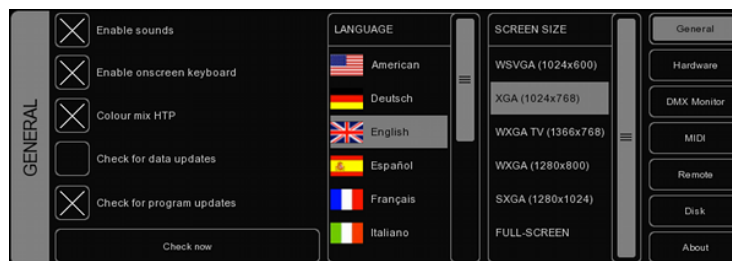 GENERAL
Enable sounds
Enable onscreen keyboard
Colour mix HTP
Check for data updates
Check for program updates
Check now
LANGUAGE
American
Deutsch
English
Español
Français
Italiano
SCREEN SIZE
WSVGA (1024x600)
XGA (1024x768)
WXGA TV (1366x768)
WXGA (1280x800)
SXGA (1280x1024)
FULL-SCREEN
General
Hardware
DMX Monitor
MIDI
Remote
Disk
About